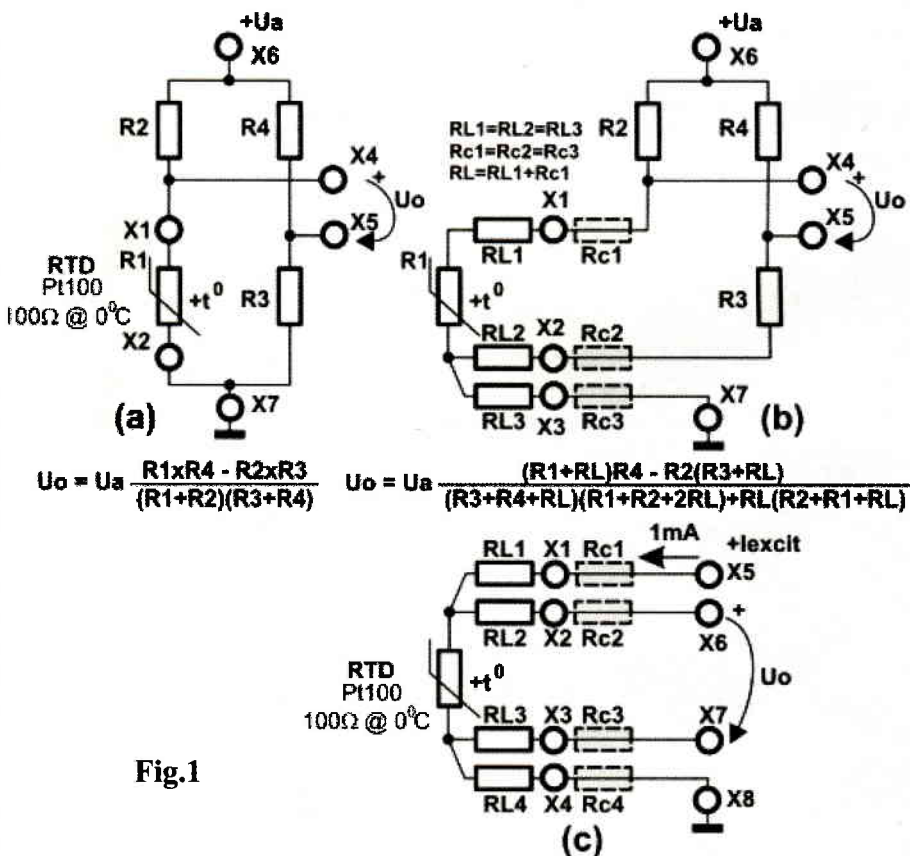 +Ua
X6
R2
R4
X4
+
Uo
X1
X5
R1
RTD
Pt100
100Ω @ 0⁰C
+t⁰
R3
X2
X7
(a)
+Ua
X6
RL1=RL2=RL3
Rc1=Rc2=Rc3
RL=RL1+Rc1
R2
R4
X4
+
Uo
X1
X5
RL1
Rc1
R1
+t⁰
R3
RL2
X2
Rc2
RL3
X3
Rc3
X7
(b)
Uo = Ua (R1xR4 - R2xR3) / (R1+R2)(R3+R4)
Uo = Ua (R1+RL)R4 - R2(R3+RL) / (R3+R4+RL)(R1+R2+2RL)+RL(R2+R1+RL)
1mA
+Iexcit
RL1
X1
Rc1
X5
RL2
X2
Rc2
+
X6
RTD
Pt100
100Ω @ 0⁰C
+t⁰
Uo
RL3
X3
Rc3
X7
RL4
X4
Rc4
X8
(c)
Fig.1